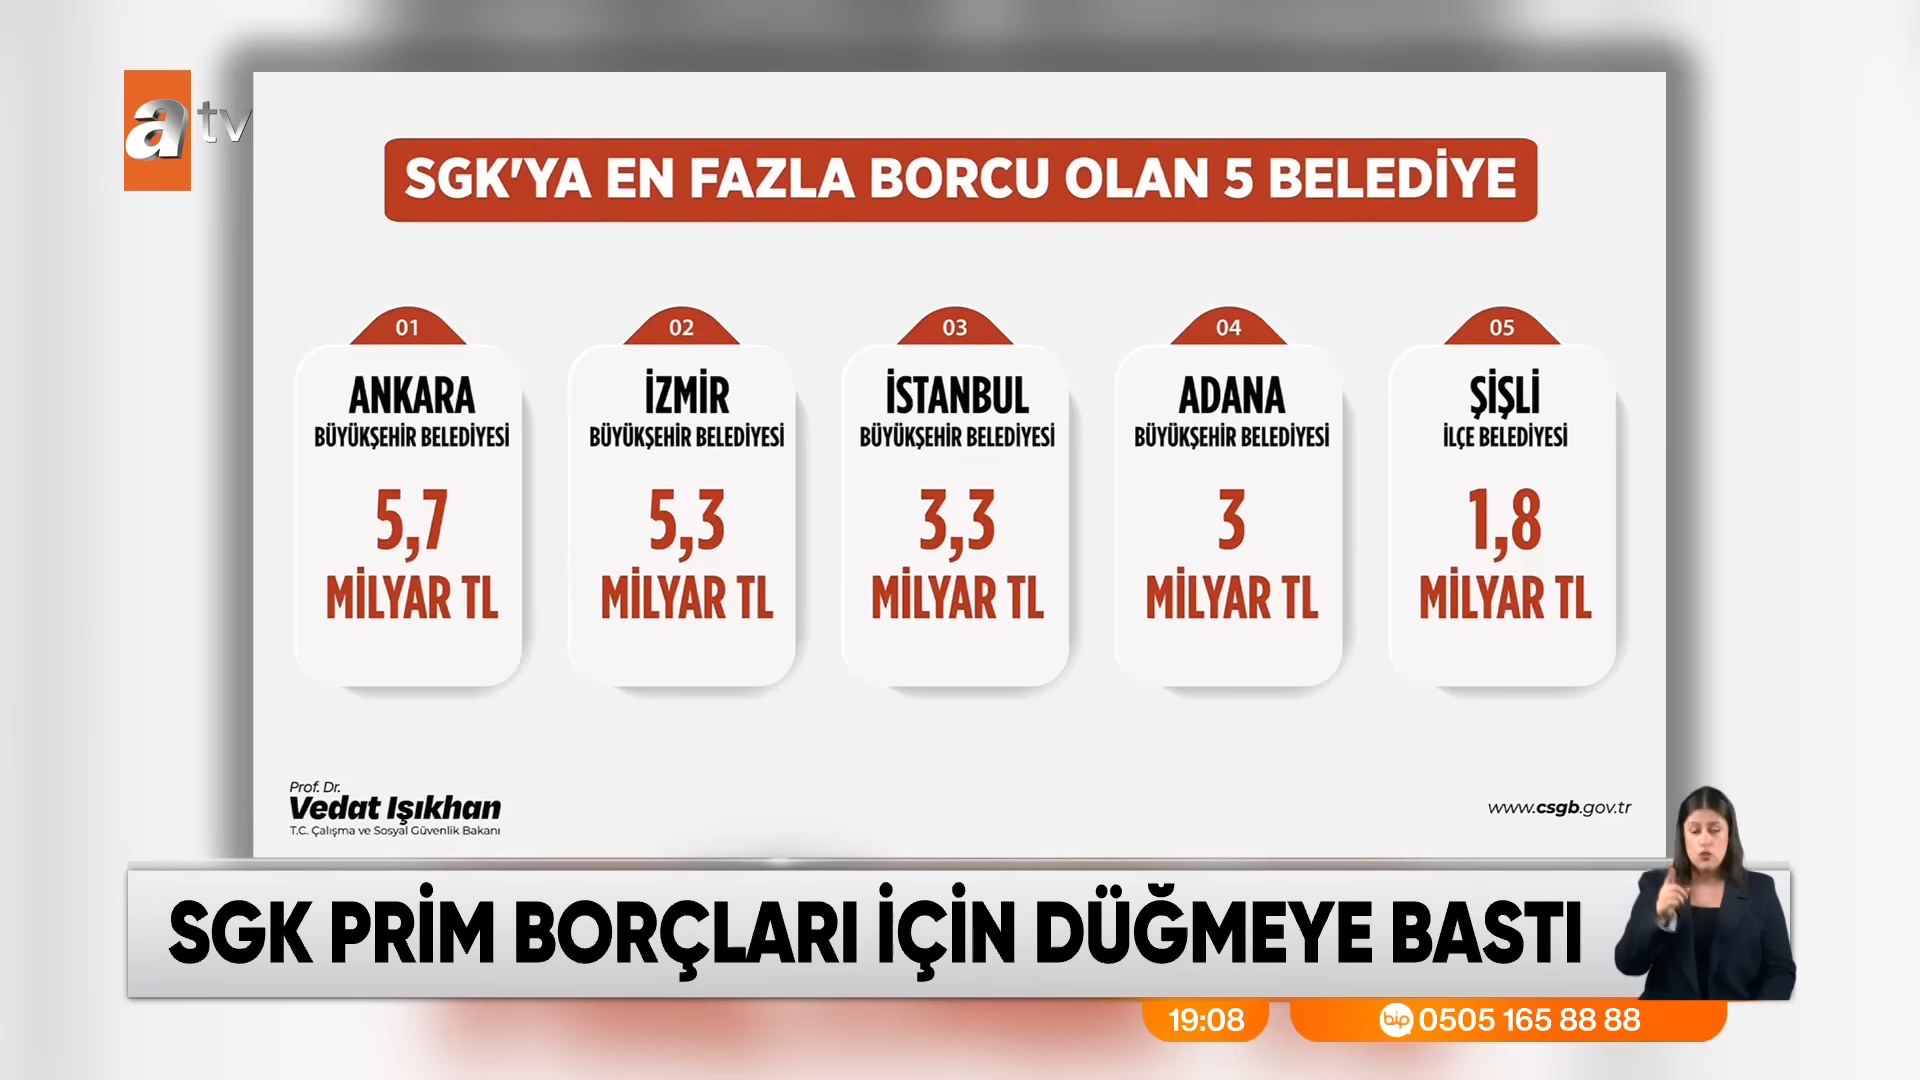 atv
SGK'YA EN FAZLA BORCU OLAN 5 BELEDİYE
01
ANKARA
BÜYÜKŞEHİR BELEDİYESİ
5,7
MİLYAR TL
02
İZMİR
BÜYÜKŞEHİR BELEDİYESİ
5,3
MİLYAR TL
03
İSTANBUL
BÜYÜKŞEHİR BELEDİYESİ
3,3
MİLYAR TL
04
ADANA
BÜYÜKŞEHİR BELEDİYESİ
3
MİLYAR TL
05
ŞİŞLİ
İLÇE BELEDİYESİ
1,8
MİLYAR TL
Prof. Dr.
Vedat Işıkhan
T.C. Çalışma ve Sosyal Güvenlik Bakanı
www.csgb.gov.tr
SGK PRİM BORÇLARI İÇİN DÜĞMEYE BASTI
19:08
bip 0505 165 88 88